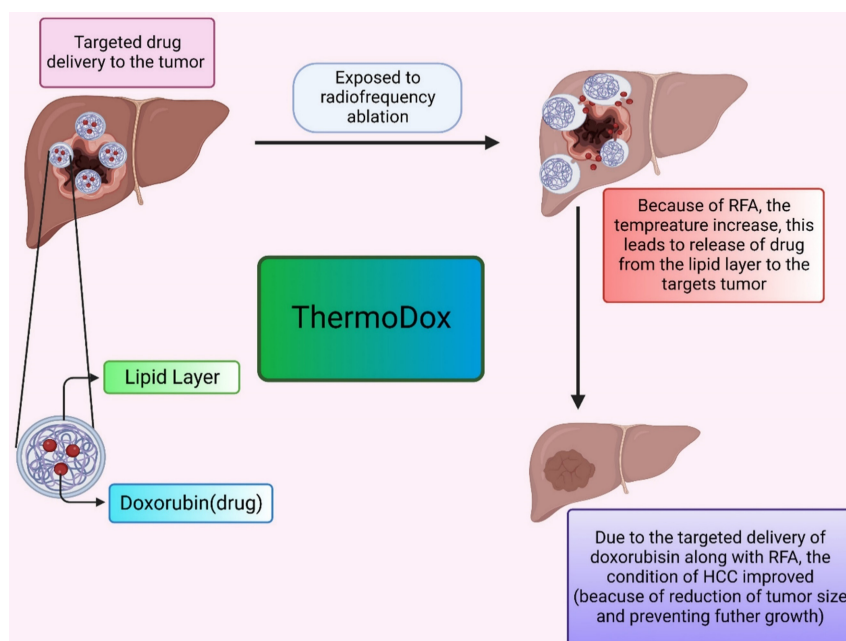 Targeted drug
delivery to the tumor
Exposed to
radiofrequency
ablation
Because of RFA, the
tempreature increase, this
leads to release of drug
from the lipid layer to the
targets tumor
ThermoDox
Lipid Layer
Doxorubin(drug)
Due to the targeted delivery of
doxorubisin along with RFA, the
condition of HCC improved
(beacuse of reduction of tumor size
and preventing futher growth)